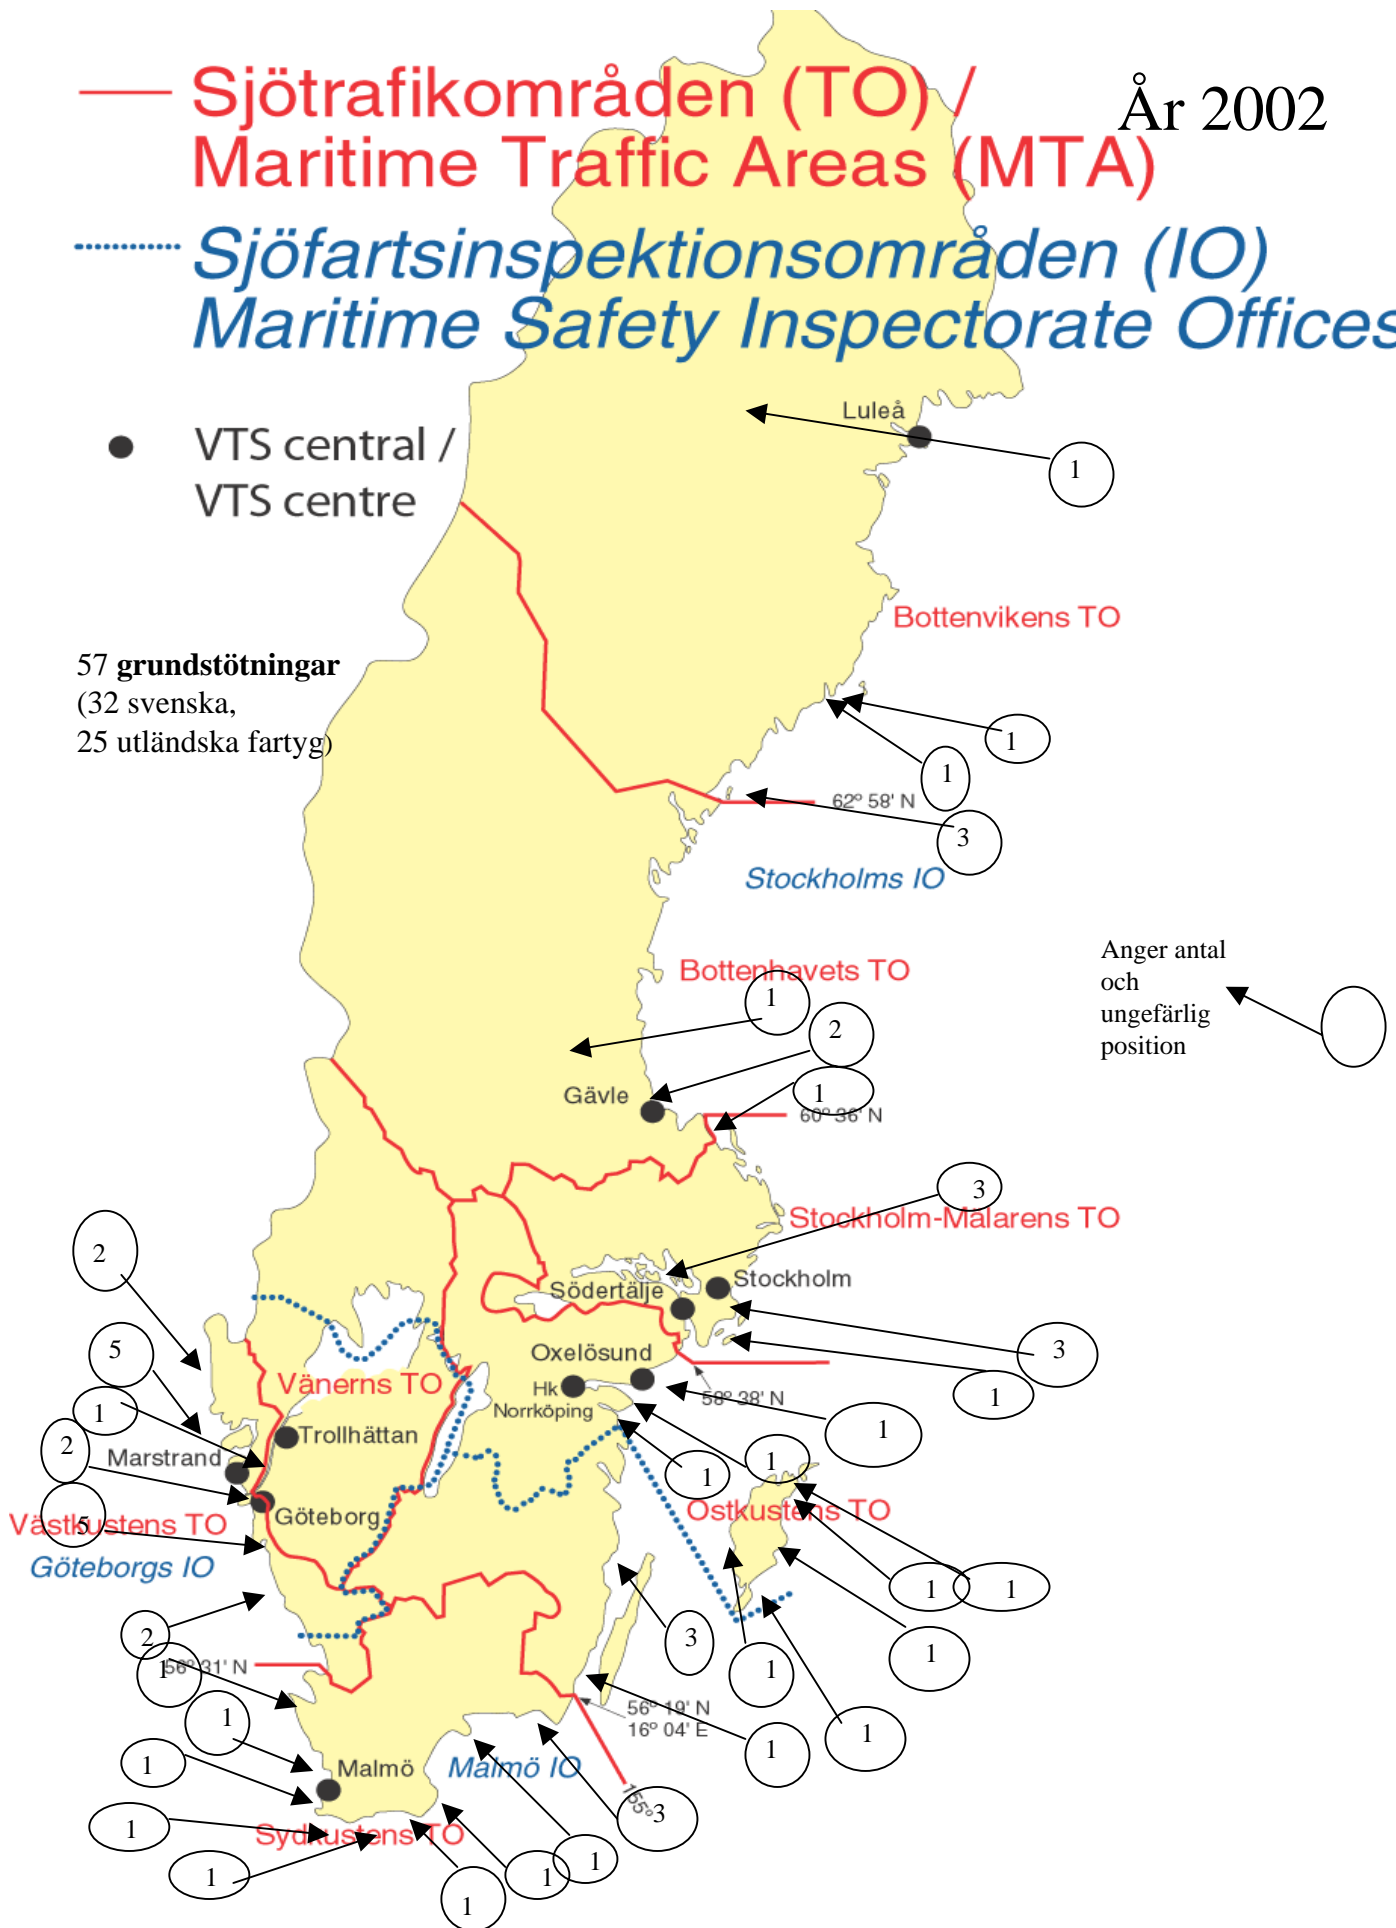 Sjötrafikområden (TO) /
Maritime Traffic Areas (MTA)
År 2002
Sjöfartsinspektionsområden (IO)
Maritime Safety Inspectorate Offices
VTS central /
VTS centre
Luleå
1
Bottenvikens TO
57 grundstötningar
(32 svenska,
25 utländska fartyg)
1
1
62° 58' N
3
Stockholms IO
Anger antal
och
ungefärlig
position
Bottenhavets TO
1
2
1
Gävle
60° 36' N
3
Stockholm-Mälarens TO
2
Stockholm
Södertälje
3
5
Oxelösund
Vänerns TO
Hk
Norrköping
58° 38' N
1
1
1
Trollhättan
2
Marstrand
1
1
Göteborg
Västkustens TO
5
Ostkustens TO
Göteborgs IO
1
1
2
3
1
1
56° 31' N
1
56° 19' N
16° 04' E
1
1
1
Malmö
Malmö IO
1
155°
3
1
Sydkustens TO
1
1
1
1